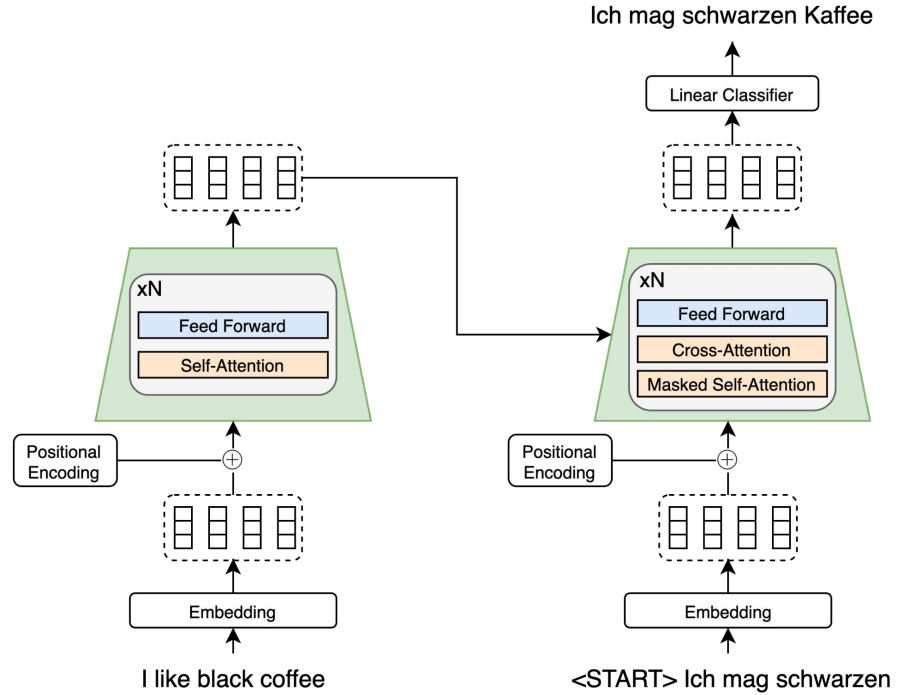 Ich mag schwarzen Kaffee
Linear Classifier
xN
Feed Forward
Self-Attention
xN
Feed Forward
Cross-Attention
Masked Self-Attention
Positional
Encoding
+
Positional
Encoding
+
Embedding
Embedding
I like black coffee
<START> Ich mag schwarzen